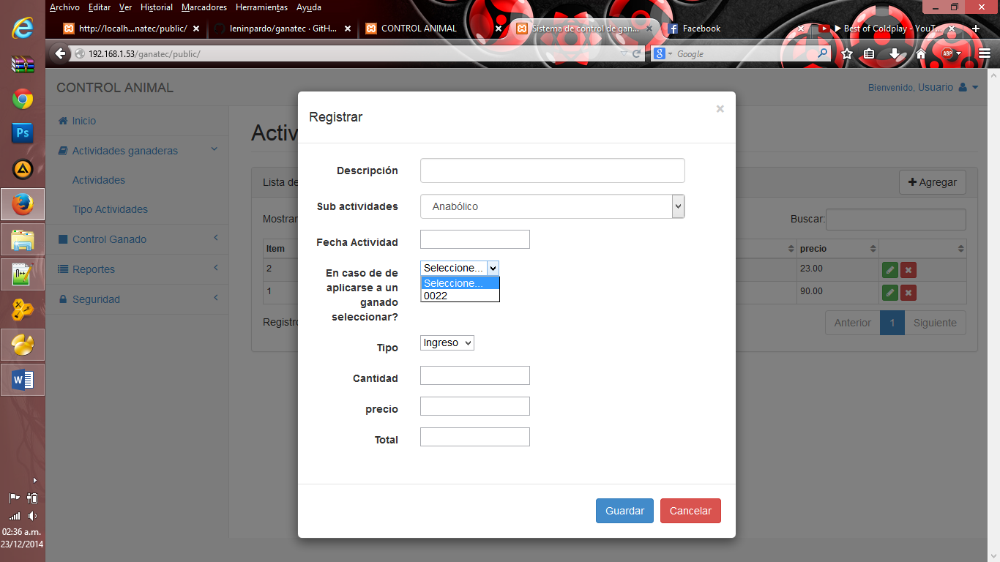 Archivo Editar Ver Historial Marcadores Herramientas Ayuda
http://localh...natec/public/ leninpardo/ganatec · GitH... CONTROL ANIMAL Sistema de control de gan... Facebook ▶ Best of Coldplay - YouT...
192.168.1.53/ganatec/public/ Google ABP
CONTROL ANIMAL Bienvenido, Usuario
Inicio
Actividades ganaderas
Actividades
Tipo Actividades
Control Ganado
Reportes
Seguridad
Activ
Lista de Agregar
Mostrar Buscar:
Item precio
2 23.00
1 90.00
Registro Anterior 1 Siguiente
Registrar ×
Descripción
Sub actividades Anabólico
Fecha Actividad
En caso de de Seleccione...
aplicarse a un Seleccione...
ganado 0022
seleccionar?
Tipo Ingreso
Cantidad
precio
Total
Guardar Cancelar
Ps
W
02:36 a.m.
23/12/2014